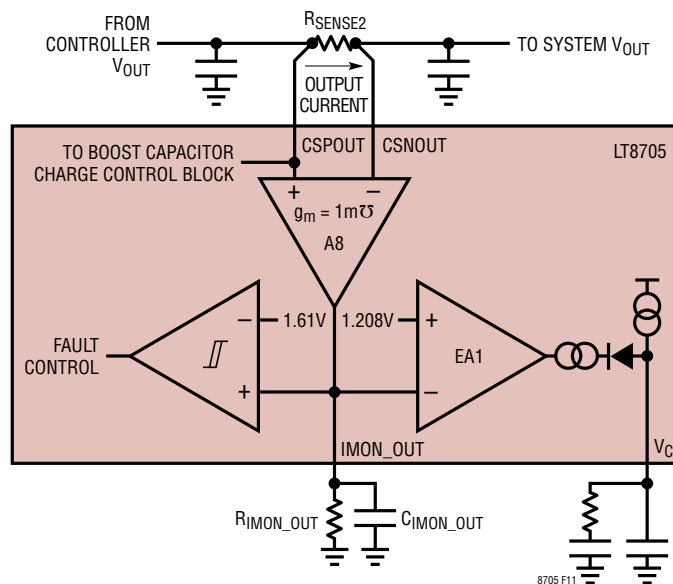 FROM
CONTROLLER
VOUT
RSENSE2
TO SYSTEM VOUT
OUTPUT
CURRENT
TO BOOST CAPACITOR
CHARGE CONTROL BLOCK
CSPOUT
CSNOUT
LT8705
+
–
gm = 1m℧
A8
FAULT
CONTROL
–
+
1.61V
1.208V
+
–
EA1
IMON_OUT
VC
RIMON_OUT
CIMON_OUT
8705 F11